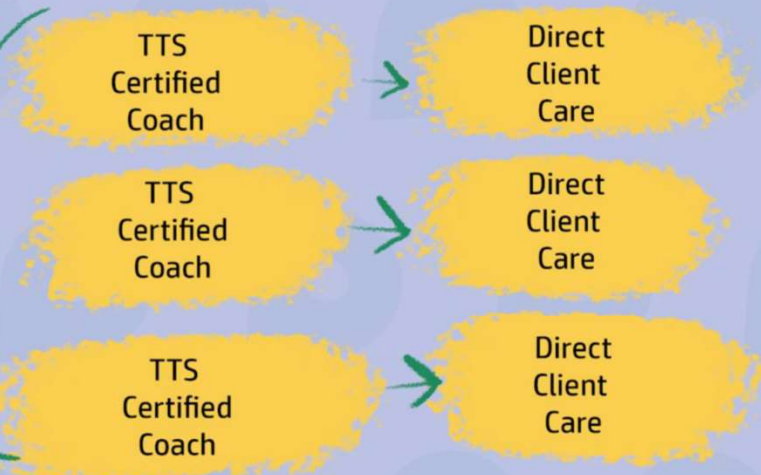 TTS
Certified
Coach
Direct
Client
Care
TTS
Certified
Coach
Direct
Client
Care
TTS
Certified
Coach
Direct
Client
Care